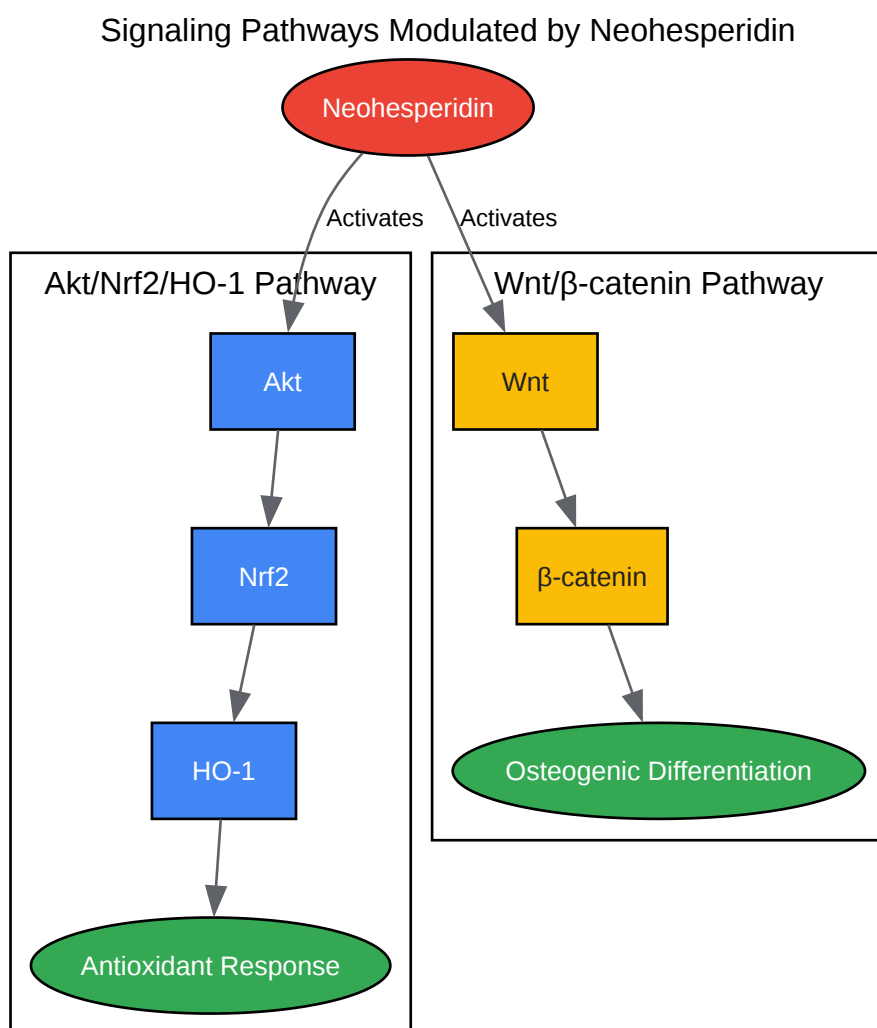 Signaling Pathways Modulated by Neohesperidin
Neohesperidin
Activates
Activates
Akt/Nrf2/HO-1 Pathway
Akt
Nrf2
HO-1
Antioxidant Response
Wnt/β-catenin Pathway
Wnt
β-catenin
Osteogenic Differentiation